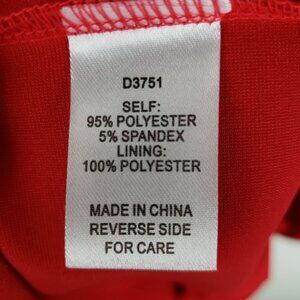 D3751
SELF:
95% POLYESTER
5% SPANDEX
LINING:
100% POLYESTER
MADE IN CHINA
REVERSE SIDE
FOR CARE